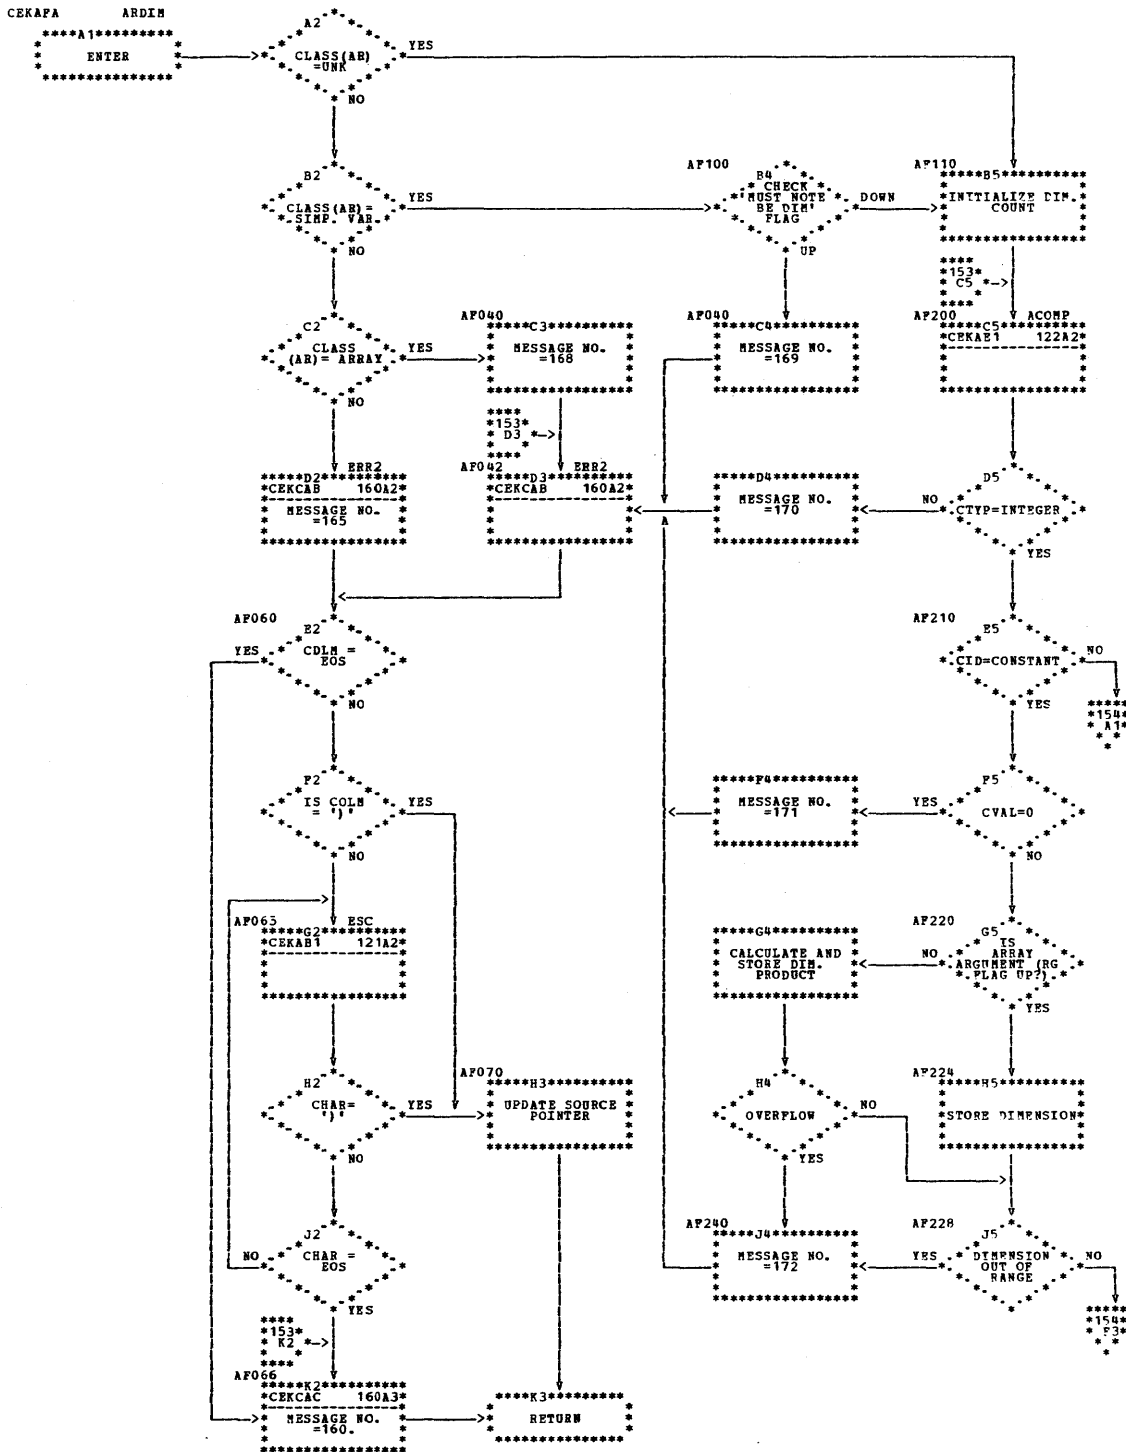 CEKAFA ARDIM
A1
ENTER
A2
CLASS(AR)
=UNK
YES
NO
B2
CLASS(AR)=
SIMP. VAR.
YES
NO
AF100
B4
CHECK
'MUST NOTE
BE DIM'
FLAG
DOWN
UP
AF110
B5
INITIALIZE DIM.
COUNT
153
C5
C2
CLASS
(AR)= ARRAY
YES
NO
AF040
C3
MESSAGE NO.
=168
AF040
C4
MESSAGE NO.
=169
AF200 ACOMP
C5
CEKAE1 122A2
153
D3
ERR2
D2
CEKCAB 160A2
MESSAGE NO.
=165
AF042 ERR2
D3
CEKCAB 160A2
D4
MESSAGE NO.
=170
NO
D5
CTYP=INTEGER
YES
AF060
E2
CDLM =
EOS
YES
NO
AF210
E5
CID=CONSTANT
NO
YES
154
A1
F2
IS COLM
= ')'
YES
NO
F4
MESSAGE NO.
=171
YES
F5
CVAL=0
NO
AF065 ESC
G2
CEKAB1 121A2
G4
CALCULATE AND
STORE DIM.
PRODUCT
NO
AF220
G5
IS
ARRAY
ARGUMENT (RG
FLAG UP?)
YES
H2
CHAR=
')'
YES
NO
AF070
H3
UPDATE SOURCE
POINTER
H4
OVERFLOW
NO
YES
AF224
H5
STORE DIMENSION
J2
CHAR =
EOS
NO
YES
AF240
J4
MESSAGE NO.
=172
YES
AF228
J5
DIMENSION
OUT OF
RANGE
NO
154
F3
153
K2
AF066
K2
CEKCAC 160A3
MESSAGE NO.
=160.
K3
RETURN